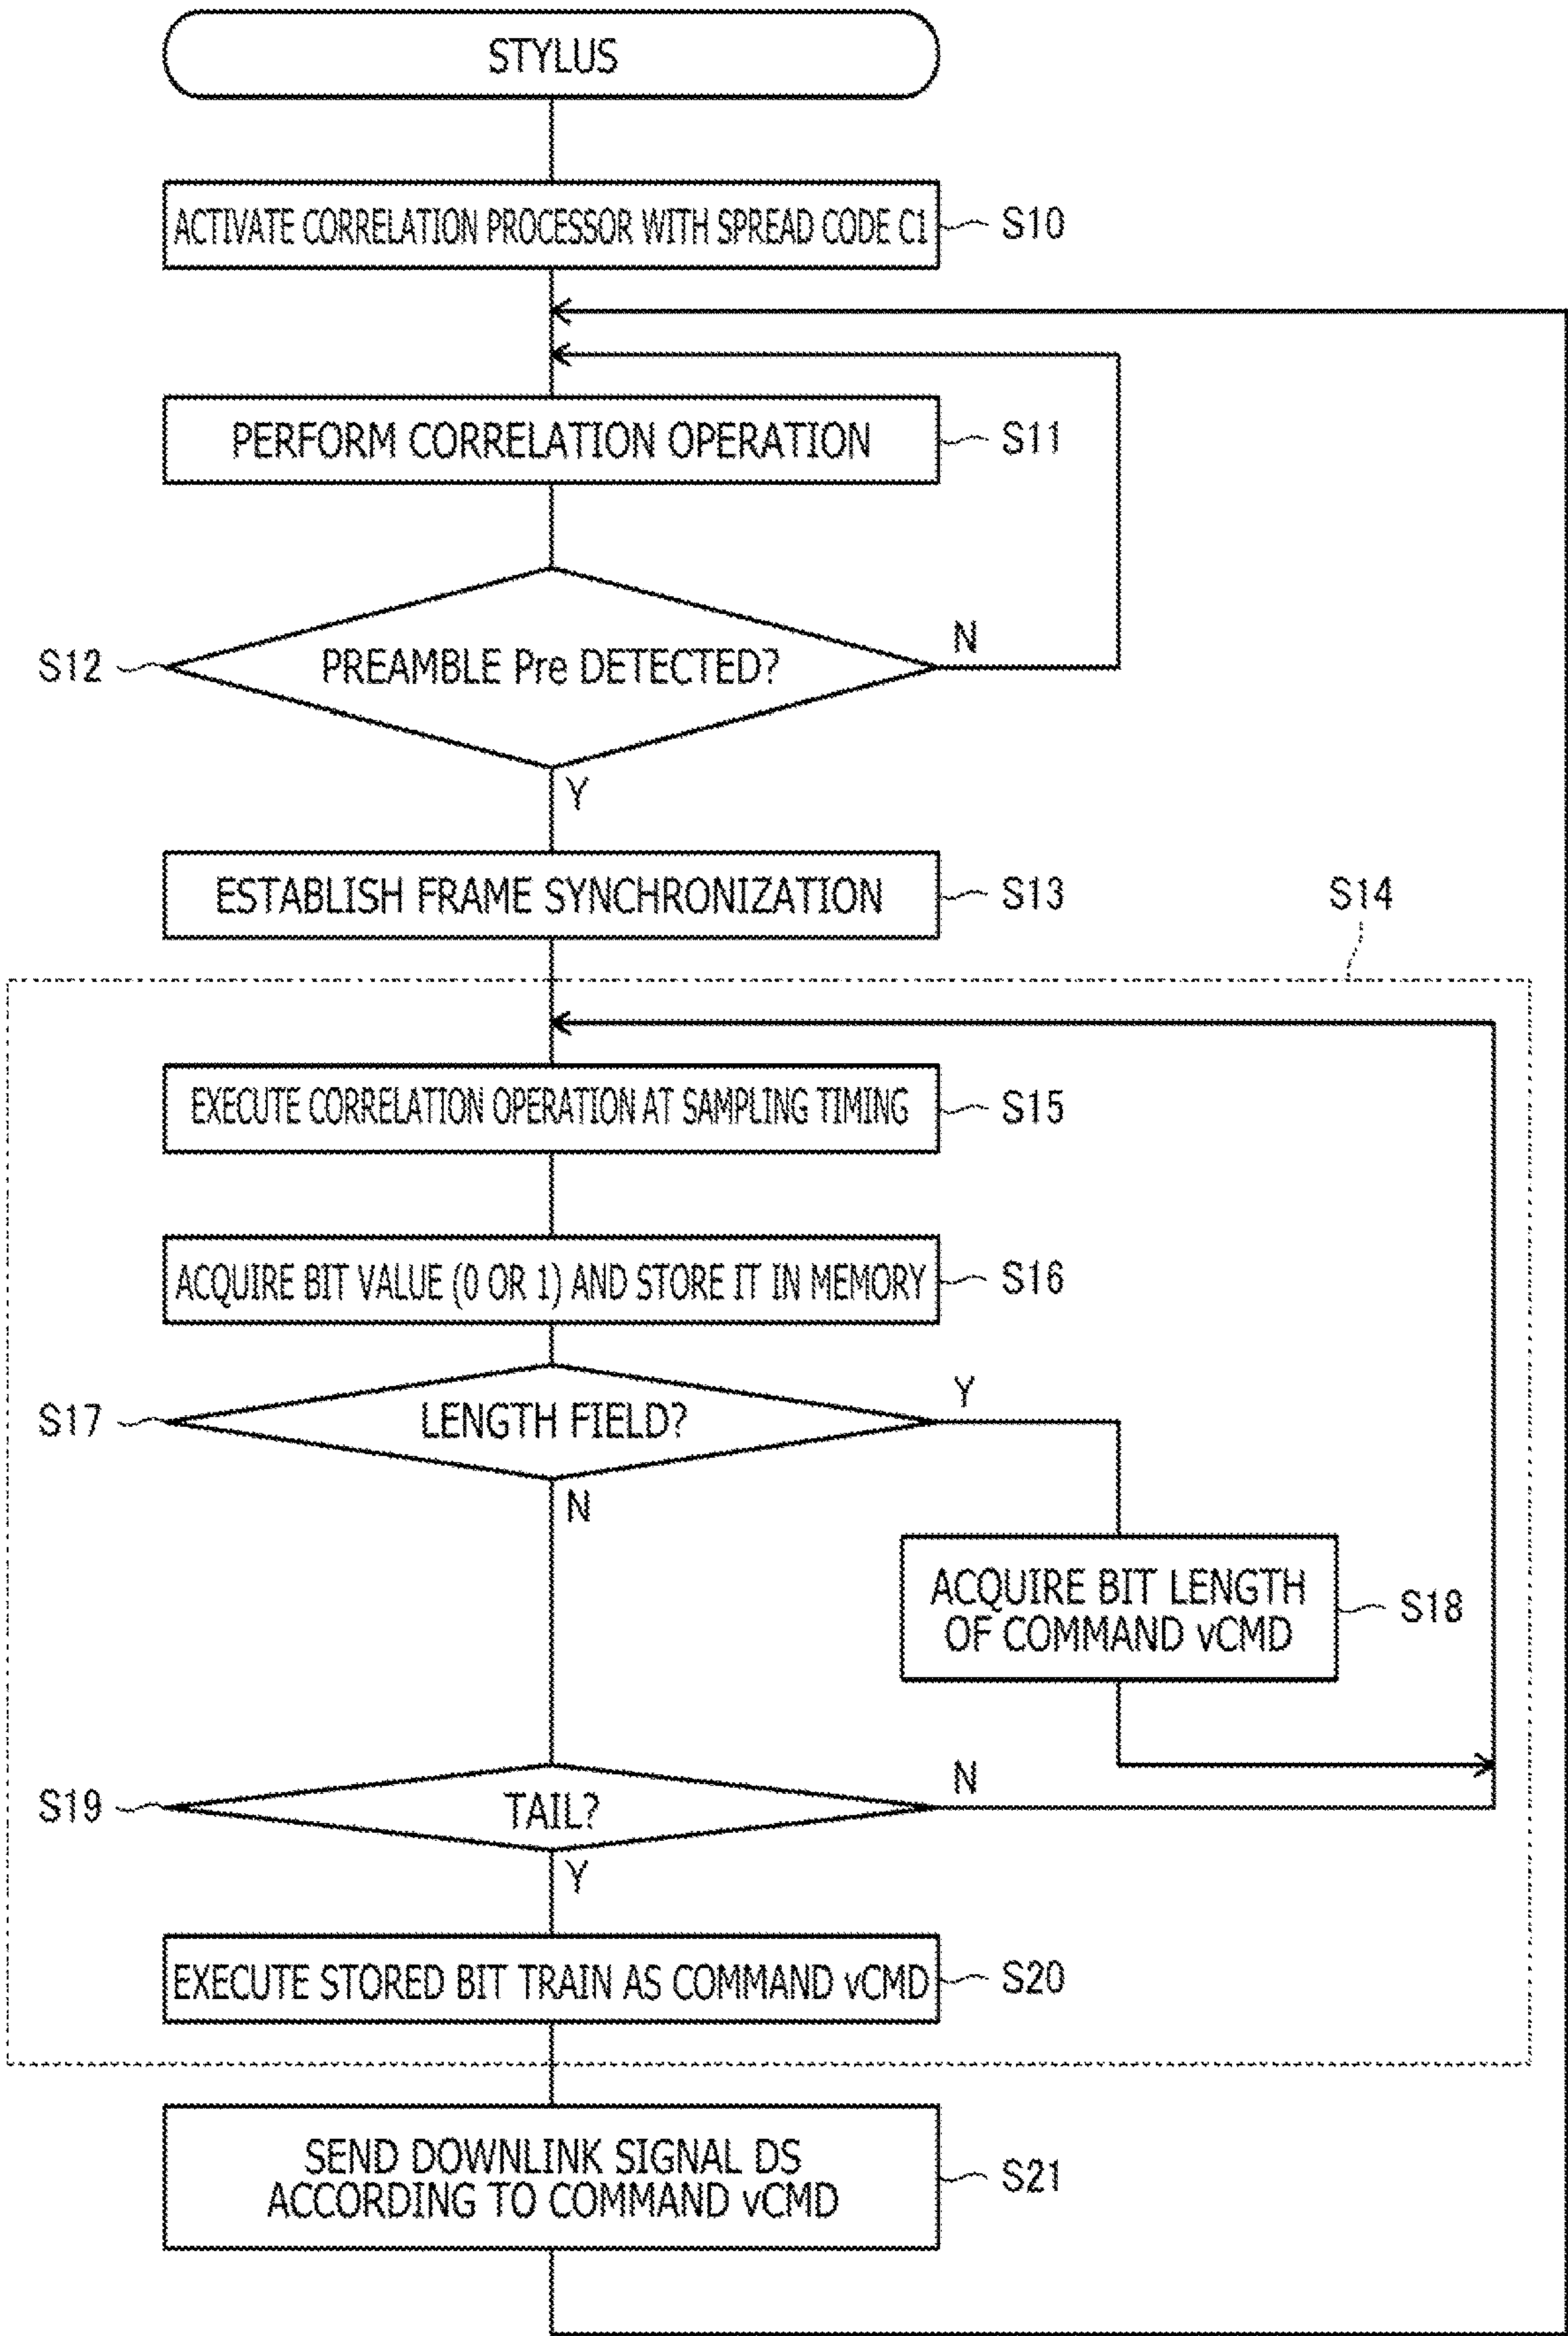 STYLUS
ACTIVATE CORRELATION PROCESSOR WITH SPREAD CODE C1
S10
PERFORM CORRELATION OPERATION
S11
S12
PREAMBLE Pre DETECTED?
N
Y
ESTABLISH FRAME SYNCHRONIZATION
S13
S14
EXECUTE CORRELATION OPERATION AT SAMPLING TIMING
S15
ACQUIRE BIT VALUE (0 OR 1) AND STORE IT IN MEMORY
S16
S17
LENGTH FIELD?
Y
N
ACQUIRE BIT LENGTH
OF COMMAND vCMD
S18
S19
TAIL?
N
Y
EXECUTE STORED BIT TRAIN AS COMMAND vCMD
S20
SEND DOWNLINK SIGNAL DS
ACCORDING TO COMMAND vCMD
S21